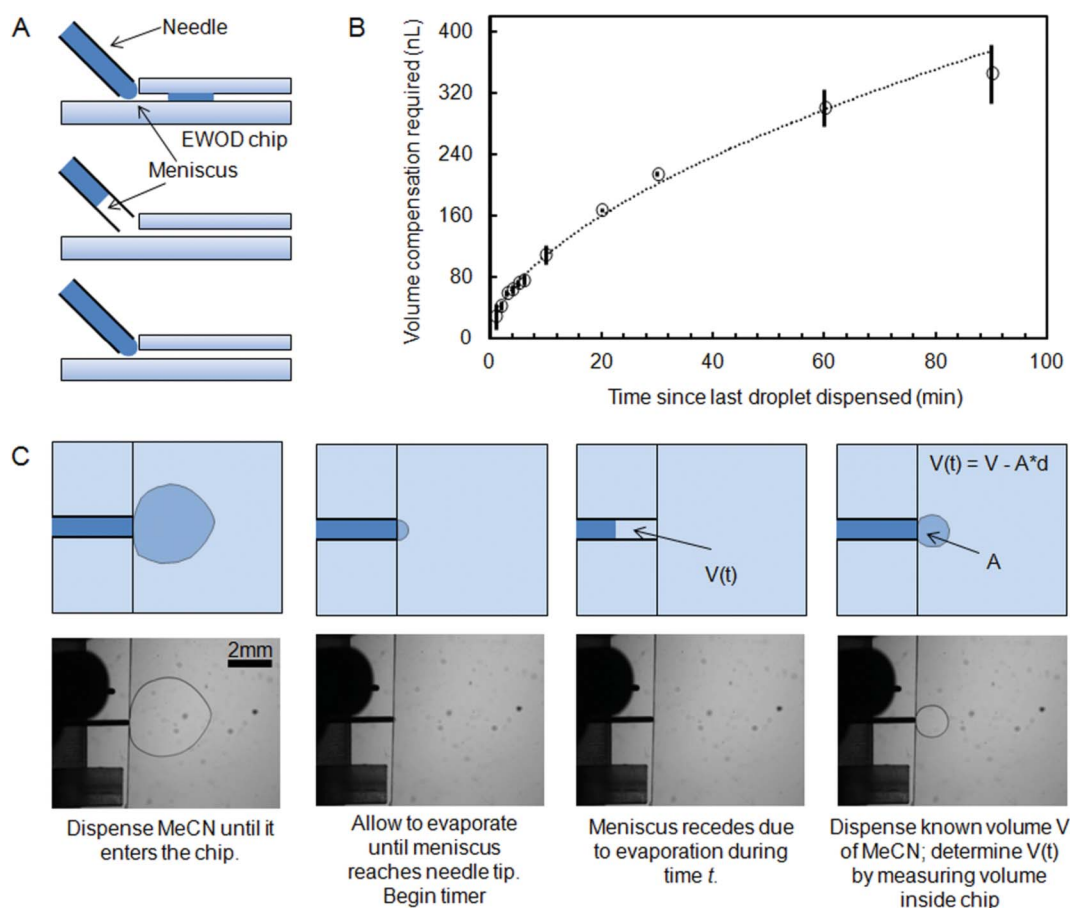 A
Needle
EWOD chip
Meniscus
B
Volume compensation required (nL)
400
320
240
160
80
0
0
20
40
60
80
100
Time since last droplet dispensed (min)
C
V(t)
V(t) = V - A*d
A
2mm
Dispense MeCN until it
enters the chip.
Allow to evaporate
until meniscus
reaches needle tip.
Begin timer
Meniscus recedes due
to evaporation during
time t.
Dispense known volume V
of MeCN; determine V(t)
by measuring volume
inside chip